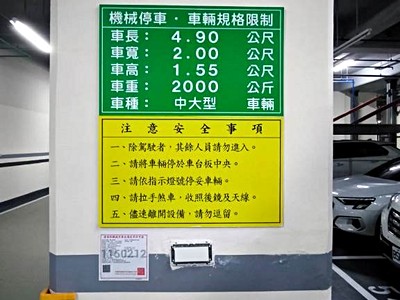 機械停車．車輛規格限制
車長： 4.90 公尺
車寬： 2.00 公尺
車高： 1.55 公尺
車重： 2000 公斤
車種： 中大型 車輛
注意安全事項
一、除駕駛者，其餘人員請勿進入。
二、請將車輛停於車台板中央。
三、請依指示燈號停妥車輛。
四、請拉手煞車，收照後鏡及天線。
五、儘速離開設備，請勿逗留。
1160212